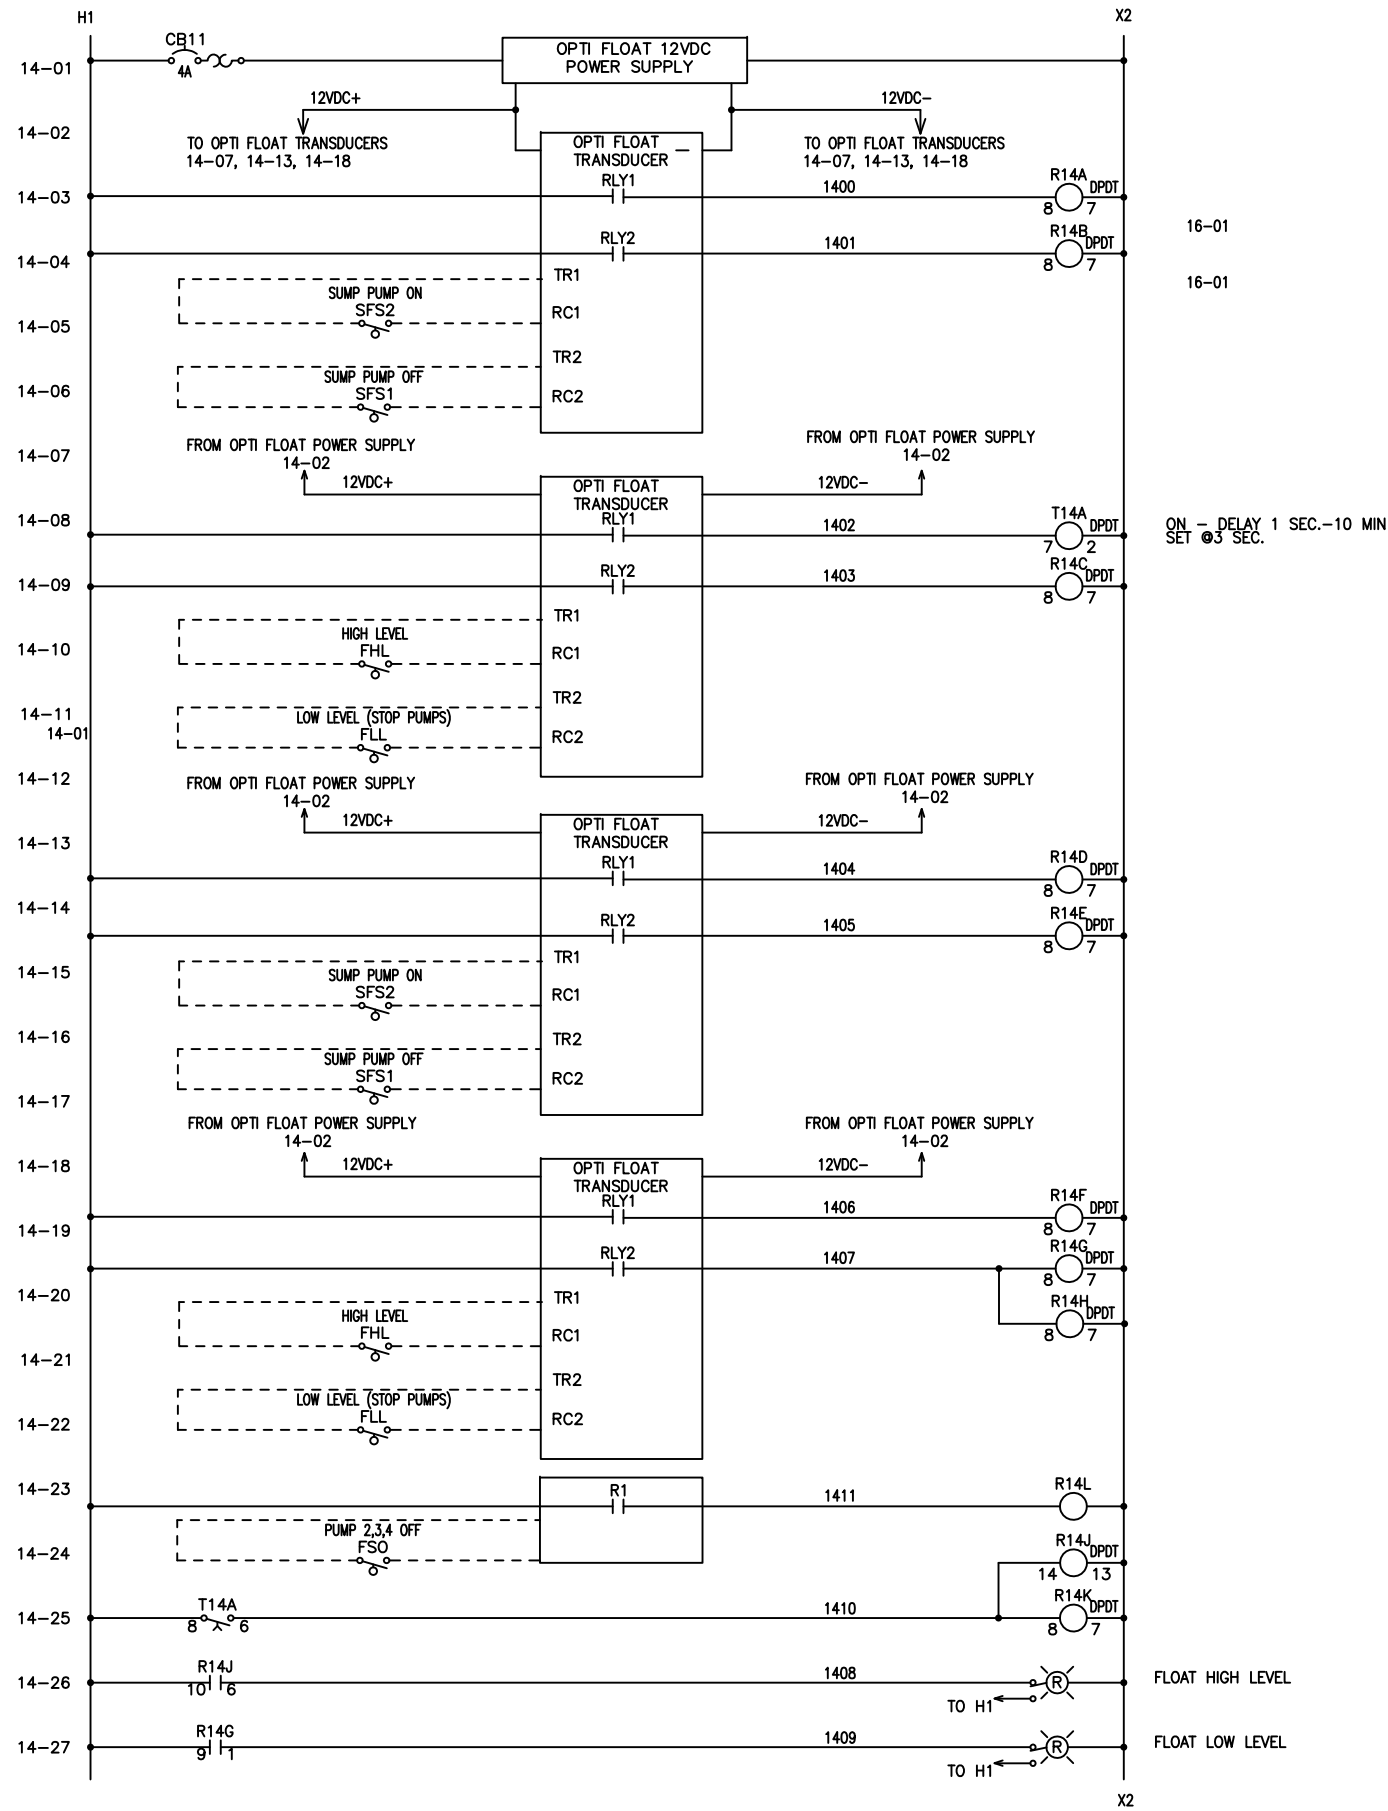 H1
X2
CB11
4A
14-01
OPTI FLOAT 12VDC
POWER SUPPLY
12VDC+
12VDC-
14-02
TO OPTI FLOAT TRANSDUCERS
14-07, 14-13, 14-18
OPTI FLOAT
TRANSDUCER
TO OPTI FLOAT TRANSDUCERS
14-07, 14-13, 14-18
14-03
RLY1
1400
R14A
DPDT
8
7
16-01
14-04
RLY2
1401
R14B
DPDT
8
7
16-01
TR1
SUMP PUMP ON
SFS2
RC1
14-05
TR2
SUMP PUMP OFF
SFS1
RC2
14-06
14-07
FROM OPTI FLOAT POWER SUPPLY
14-02
12VDC+
FROM OPTI FLOAT POWER SUPPLY
14-02
12VDC-
OPTI FLOAT
TRANSDUCER
14-08
RLY1
1402
T14A
DPDT
7
2
ON - DELAY 1 SEC.-10 MIN
SET @3 SEC.
14-09
RLY2
1403
R14C
DPDT
8
7
TR1
14-10
HIGH LEVEL
FHL
RC1
TR2
14-11
14-01
LOW LEVEL (STOP PUMPS)
FLL
RC2
14-12
FROM OPTI FLOAT POWER SUPPLY
14-02
12VDC+
FROM OPTI FLOAT POWER SUPPLY
14-02
12VDC-
14-13
OPTI FLOAT
TRANSDUCER
RLY1
1404
R14D
DPDT
8
7
14-14
RLY2
1405
R14E
DPDT
8
7
TR1
14-15
SUMP PUMP ON
SFS2
RC1
14-16
TR2
SUMP PUMP OFF
SFS1
RC2
14-17
FROM OPTI FLOAT POWER SUPPLY
14-02
12VDC+
FROM OPTI FLOAT POWER SUPPLY
14-02
12VDC-
14-18
OPTI FLOAT
TRANSDUCER
14-19
RLY1
1406
R14F
DPDT
8
7
RLY2
1407
R14G
DPDT
8
7
14-20
TR1
R14H
DPDT
8
7
HIGH LEVEL
FHL
RC1
14-21
TR2
LOW LEVEL (STOP PUMPS)
FLL
RC2
14-22
14-23
R1
1411
R14L
PUMP 2,3,4 OFF
FSO
14-24
R14J
DPDT
14
13
14-25
T14A
8
6
1410
R14K
DPDT
8
7
14-26
R14J
10
6
1408
R
TO H1
FLOAT HIGH LEVEL
14-27
R14G
9
1
1409
R
TO H1
FLOAT LOW LEVEL
X2